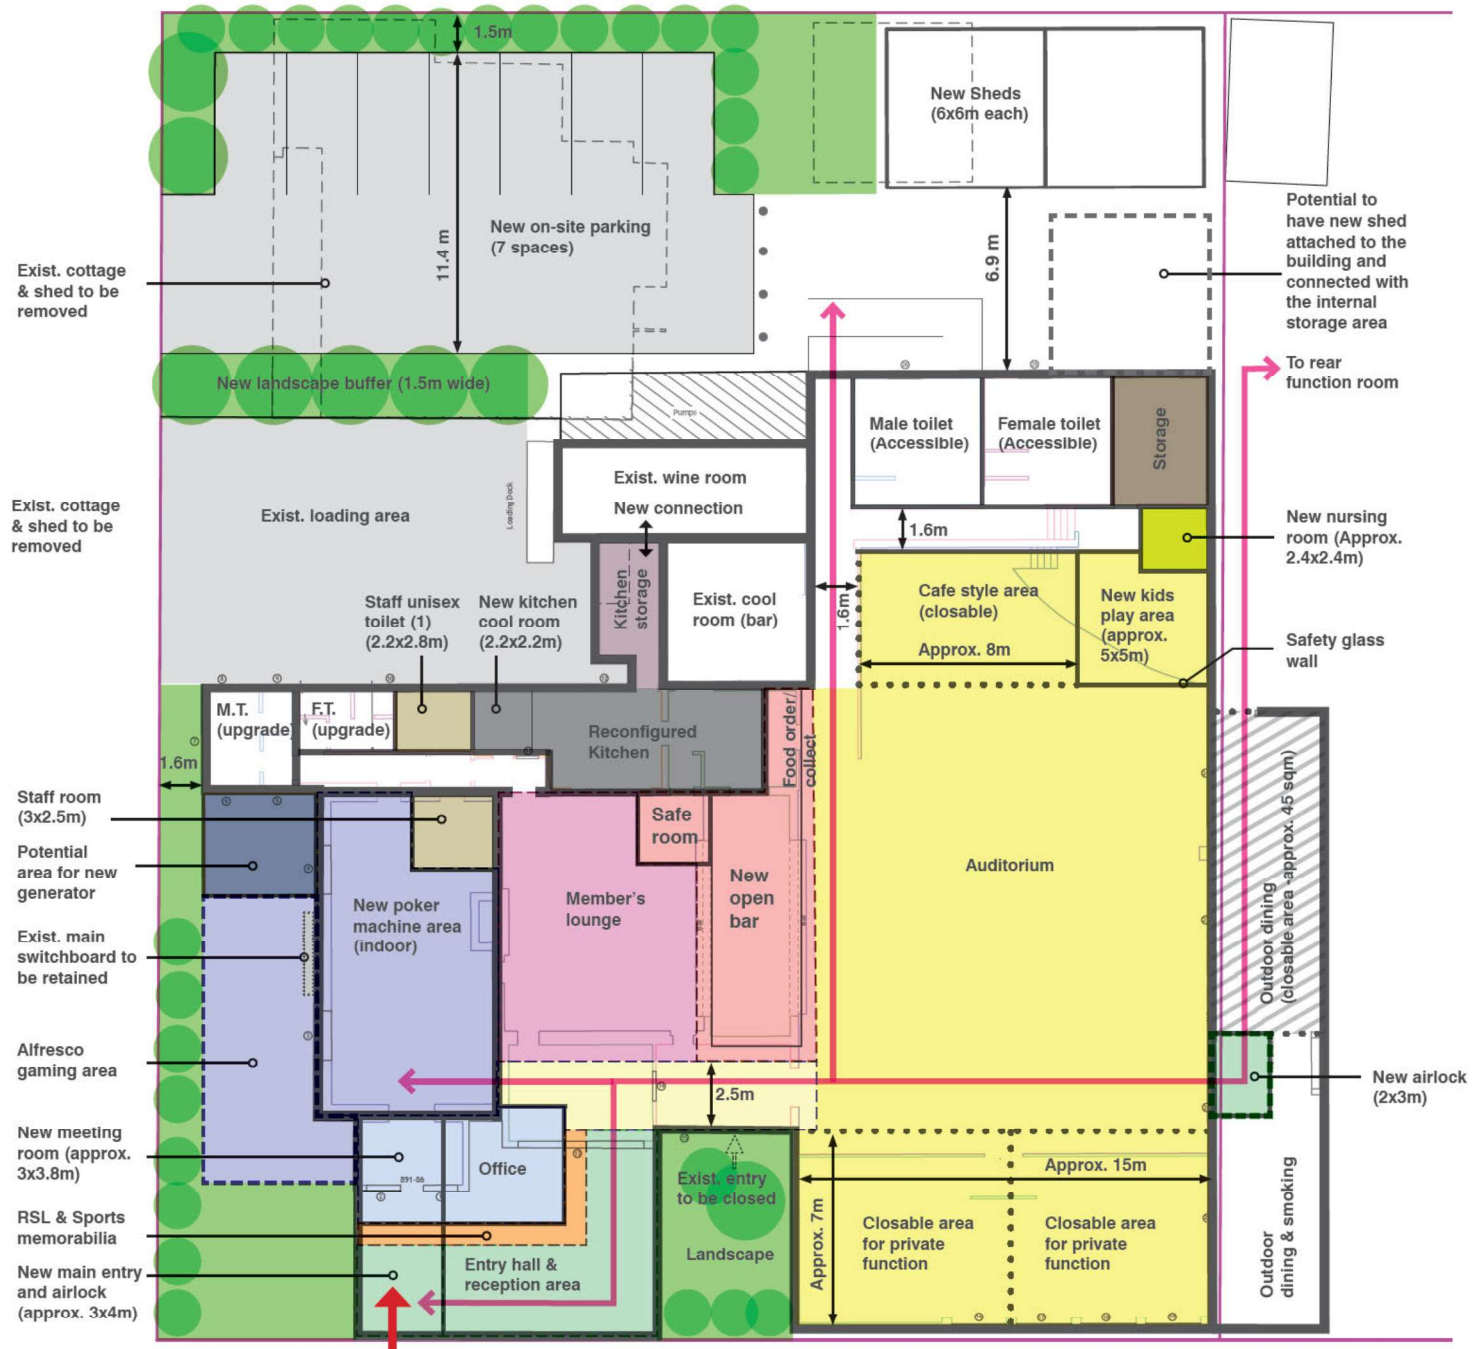 1.5m
New Sheds
(6x6m each)
New on-site parking
(7 spaces)
11.4 m
6.9 m
Potential to
have new shed
attached to the
building and
connected with
the internal
storage area
Exist. cottage
& shed to be
removed
To rear
function room
New landscape buffer (1.5m wide)
Pumps
Male toilet
(Accessible)
Female toilet
(Accessible)
Storage
Exist. wine room
New connection
Exist. cottage
& shed to be
removed
Exist. loading area
Loading Dock
1.6m
New nursing
room (Approx.
2.4x2.4m)
Kitchen
storage
Exist. cool
room (bar)
1.6m
Cafe style area
(closable)
Approx. 8m
New kids
play area
(approx.
5x5m)
Safety glass
wall
Staff unisex
toilet (1)
(2.2x2.8m)
New kitchen
cool room
(2.2x2.2m)
M.T.
(upgrade)
F.T.
(upgrade)
Reconfigured
Kitchen
Food order/
collect
1.6m
Staff room
(3x2.5m)
Safe
room
Potential
area for new
generator
New poker
machine area
(indoor)
Member's
lounge
New
open
bar
Auditorium
Outdoor dining
(closable area -approx. 45 sqm)
Exist. main
switchboard to
be retained
Alfresco
gaming area
2.5m
New airlock
(2x3m)
New meeting
room (approx.
3x3.8m)
891-86
Office
Exist. entry
to be closed
Approx. 15m
Approx. 7m
RSL & Sports
memorabilia
Closable area
for private
function
Closable area
for private
function
Outdoor
dining & smoking
New main entry
and airlock
(approx. 3x4m)
Entry hall &
reception area
Landscape